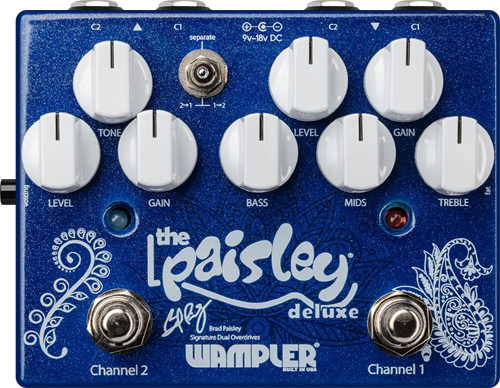 C2 ▲ C1
9v–18v DC
C2 ▼ C1
separate
2→1 1→2
TONE
LEVEL
GAIN
LEVEL
GAIN
BASS
MIDS
TREBLE
the
Paisley
deluxe
Brad Paisley
Signature Dual Overdrives
WAMPLER
BUILT IN USA
Channel 2
Channel 1